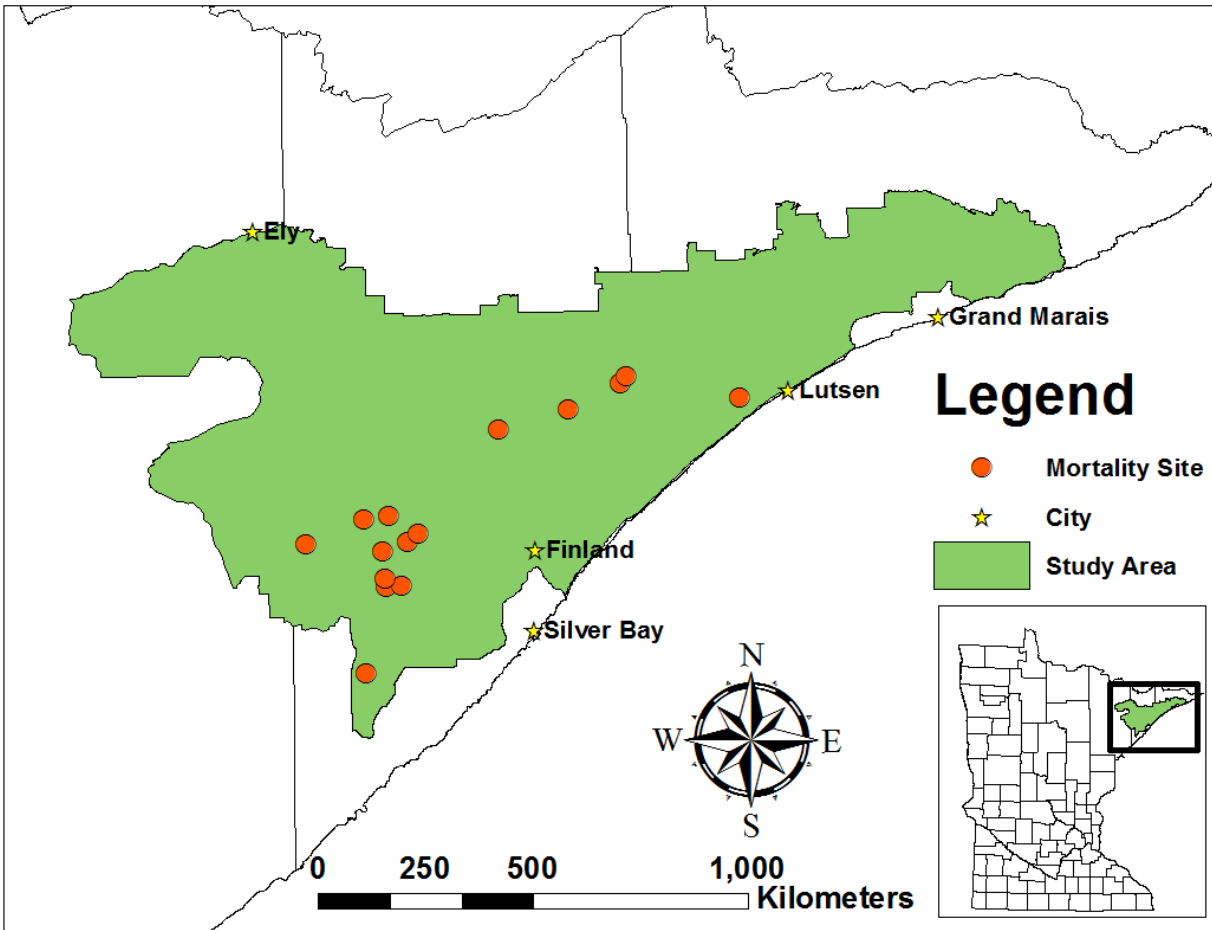 Ely
Grand Marais
Lutsen
Legend
Mortality Site
City
Finland
Study Area
Silver Bay
N
W E
S
0 250 500 1,000
Kilometers